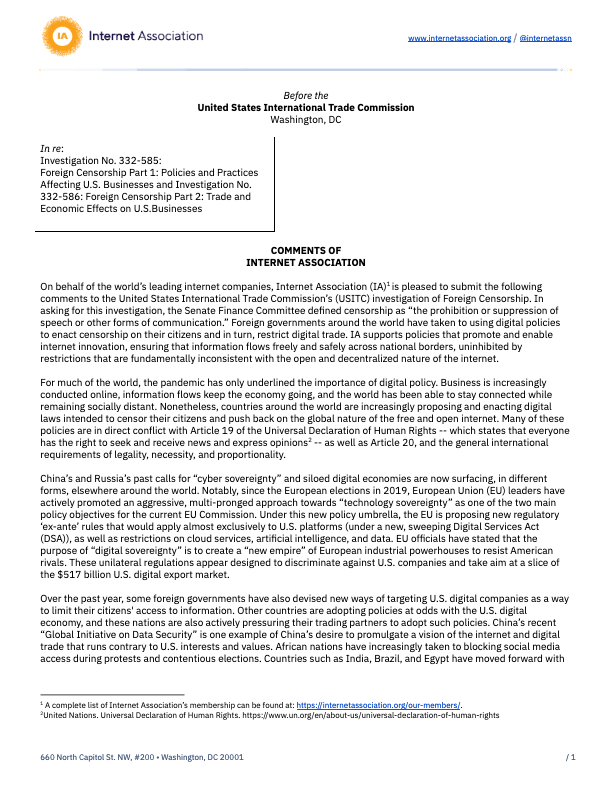 IA Internet Association
www.internetassociation.org / @internetassn
Before the
United States International Trade Commission
Washington, DC
In re:
Investigation No. 332-585:
Foreign Censorship Part 1: Policies and Practices
Affecting U.S. Businesses and Investigation No.
332-586: Foreign Censorship Part 2: Trade and
Economic Effects on U.S.Businesses
COMMENTS OF
INTERNET ASSOCIATION
On behalf of the world's leading internet companies, Internet Association (IA)1 is pleased to submit the following
comments to the United States International Trade Commission's (USITC) investigation of Foreign Censorship. In
asking for this investigation, the Senate Finance Committee defined censorship as “the prohibition or suppression of
speech or other forms of communication.” Foreign governments around the world have taken to using digital policies
to enact censorship on their citizens and in turn, restrict digital trade. IA supports policies that promote and enable
internet innovation, ensuring that information flows freely and safely across national borders, uninhibited by
restrictions that are fundamentally inconsistent with the open and decentralized nature of the internet.
For much of the world, the pandemic has only underlined the importance of digital policy. Business is increasingly
conducted online, information flows keep the economy going, and the world has been able to stay connected while
remaining socially distant. Nonetheless, countries around the world are increasingly proposing and enacting digital
laws intended to censor their citizens and push back on the global nature of the free and open internet. Many of these
policies are in direct conflict with Article 19 of the Universal Declaration of Human Rights -- which states that everyone
has the right to seek and receive news and express opinions2 -- as well as Article 20, and the general international
requirements of legality, necessity, and proportionality.
China's and Russia's past calls for “cyber sovereignty” and siloed digital economies are now surfacing, in different
forms, elsewhere around the world. Notably, since the European elections in 2019, European Union (EU) leaders have
actively promoted an aggressive, multi-pronged approach towards “technology sovereignty” as one of the two main
policy objectives for the current EU Commission. Under this new policy umbrella, the EU is proposing new regulatory
'ex-ante' rules that would apply almost exclusively to U.S. platforms (under a new, sweeping Digital Services Act
(DSA)), as well as restrictions on cloud services, artificial intelligence, and data. EU officials have stated that the
purpose of “digital sovereignty” is to create a “new empire” of European industrial powerhouses to resist American
rivals. These unilateral regulations appear designed to discriminate against U.S. companies and take aim at a slice of
the $517 billion U.S. digital export market.
Over the past year, some foreign governments have also devised new ways of targeting U.S. digital companies as a way
to limit their citizens' access to information. Other countries are adopting policies at odds with the U.S. digital
economy, and these nations are also actively pressuring their trading partners to adopt such policies. China's recent
“Global Initiative on Data Security” is one example of China's desire to promulgate a vision of the internet and digital
trade that runs contrary to U.S. interests and values. African nations have increasingly taken to blocking social media
access during protests and contentious elections. Countries such as India, Brazil, and Egypt have moved forward with
1 A complete list of Internet Association's membership can be found at: https://internetassociation.org/our-members/.
2United Nations. Universal Declaration of Human Rights. https://www.un.org/en/about-us/universal-declaration-of-human-rights
660 North Capitol St. NW, #200 • Washington, DC 20001
/ 1